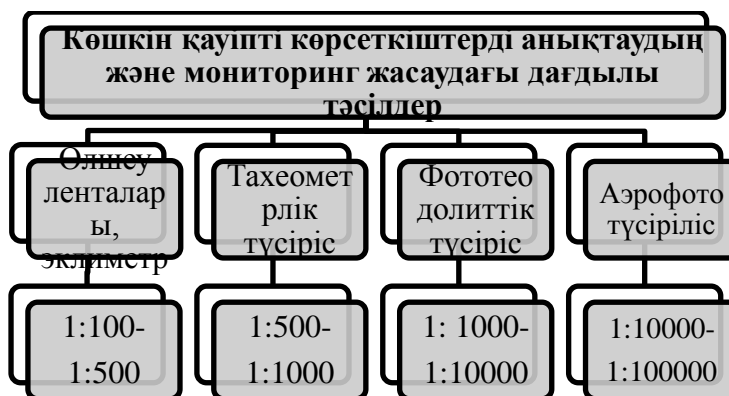 Көшкін қауіпті көрсеткіштерді анықтаудың
және мониторинг жасаудағы дағдылы
тәсілдер
Өлшеу
ленталар
ы,
эклиметр
Тахеомет
рлік
түсіріс
Фототео
долиттік
түсіріс
Аэрофото
түсіріліс
1:100-
1:500
1:500-
1:1000
1: 1000-
1:10000
1:10000-
1:100000